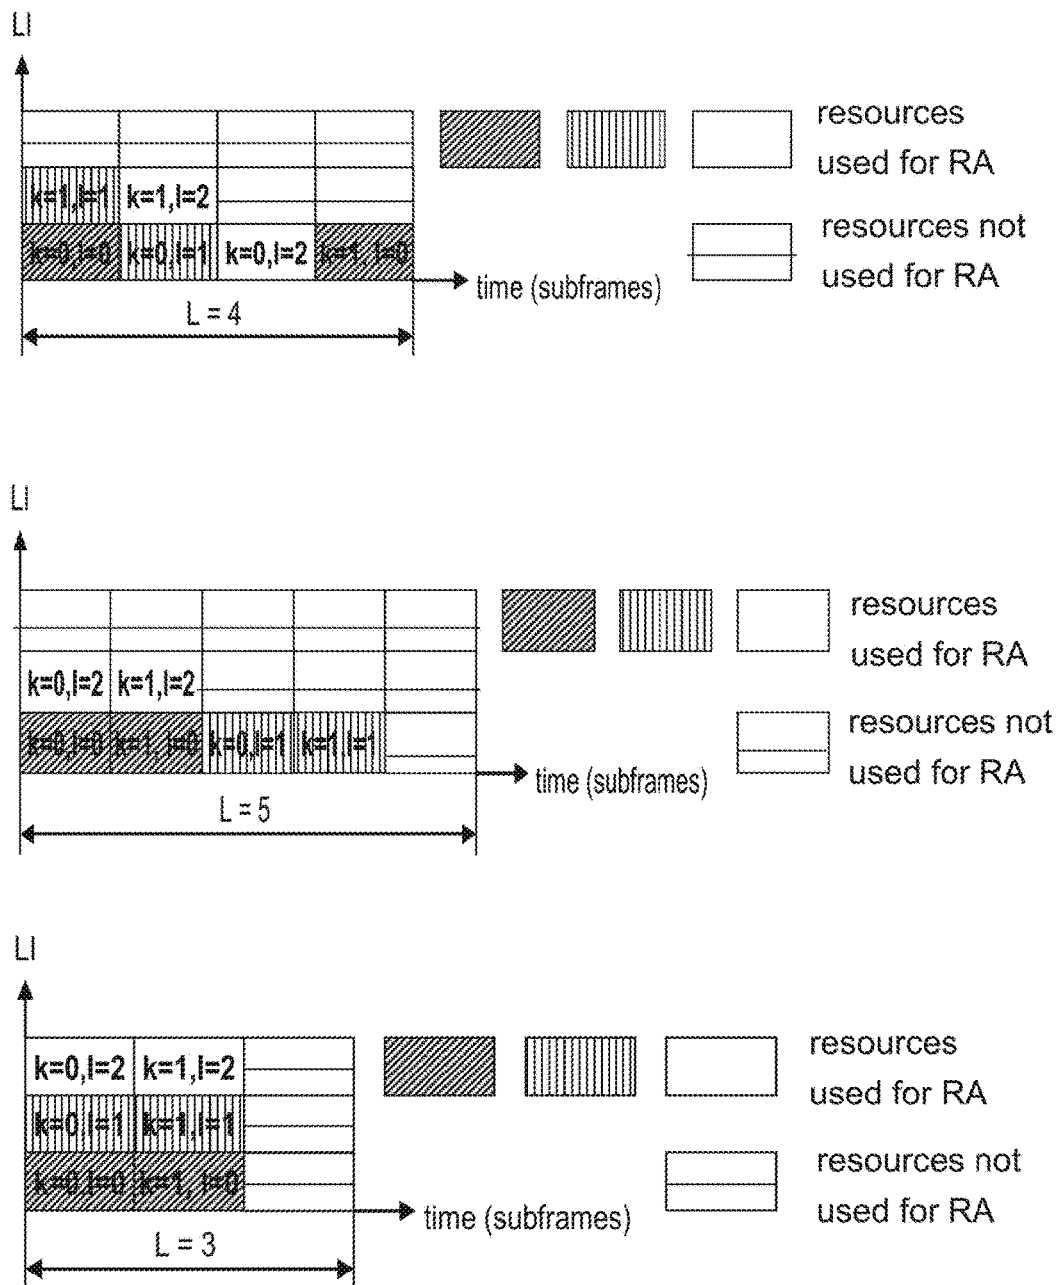 LI
resources
used for RA
k=1,l=1 k=1,l=2
k=0,l=0 k=0,l=1 k=0,l=2 k=1, l=0
resources not
used for RA
time (subframes)
L = 4
LI
resources
used for RA
k=0,l=2 k=1,l=2
k=0,l=0 k=1, l=0 k=0,l=1 k=1,l=1
resources not
used for RA
time (subframes)
L = 5
LI
k=0,l=2 k=1,l=2
resources
used for RA
k=0,l=1 k=1,l=1
k=0,l=0 k=1, l=0
resources not
used for RA
time (subframes)
L = 3